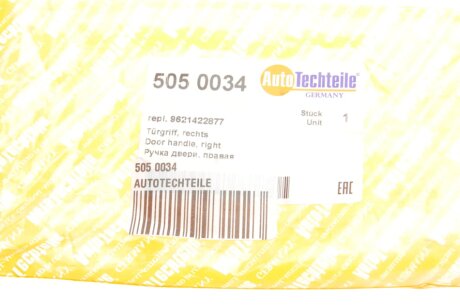 505 0034
AutoTechteile
GERMANY
repl. 9621422877
Stuck
Unit
1
Türgriff, rechts
Door handle, right
Ручка двери, правая
505 0034
AUTOTECHTEILE
EAC